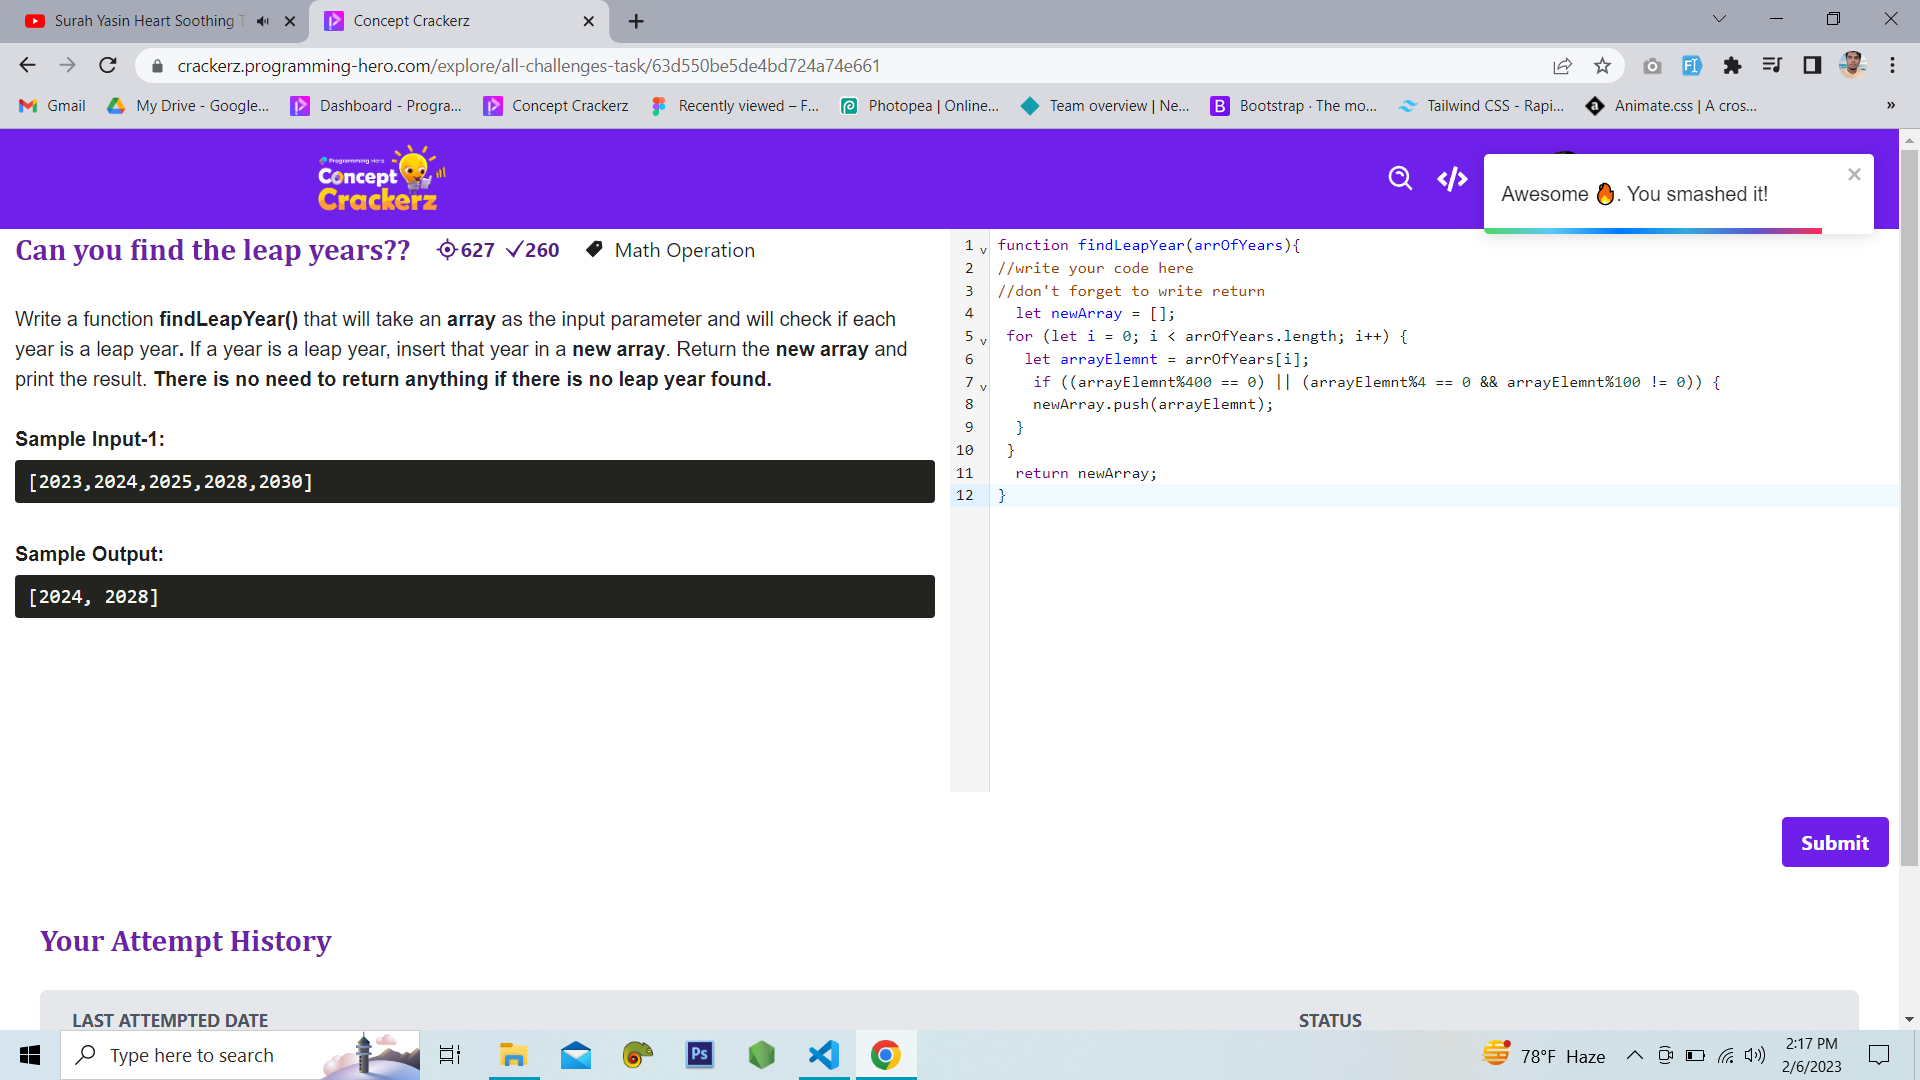 Surah Yasin Heart Soothing T
Concept Crackerz
crackerz.programming-hero.com/explore/all-challenges-task/63d550be5de4bd724a74e661
Gmail
My Drive - Google...
Dashboard - Progra...
Concept Crackerz
Recently viewed – F...
Photopea | Online...
Team overview | Ne...
Bootstrap · The mo...
Tailwind CSS - Rapi...
Animate.css | A cros...
»
Programming Hero
Concept
Crackerz
Awesome 🔥. You smashed it!
Can you find the leap years??
627
260
Math Operation
Write a function findLeapYear() that will take an array as the input parameter and will check if each
year is a leap year. If a year is a leap year, insert that year in a new array. Return the new array and
print the result. There is no need to return anything if there is no leap year found.
Sample Input-1:
[2023,2024,2025,2028,2030]
Sample Output:
[2024, 2028]
1 function findLeapYear(arrOfYears){
2 //write your code here
3 //don't forget to write return
4 let newArray = [];
5 for (let i = 0; i < arrOfYears.length; i++) {
6 let arrayElemnt = arrOfYears[i];
7 if ((arrayElemnt%400 == 0) || (arrayElemnt%4 == 0 && arrayElemnt%100 != 0)) {
8 newArray.push(arrayElemnt);
9 }
10 }
11 return newArray;
12 }
Submit
Your Attempt History
LAST ATTEMPTED DATE
STATUS
Type here to search
Ps
78°F Haze
2:17 PM
2/6/2023